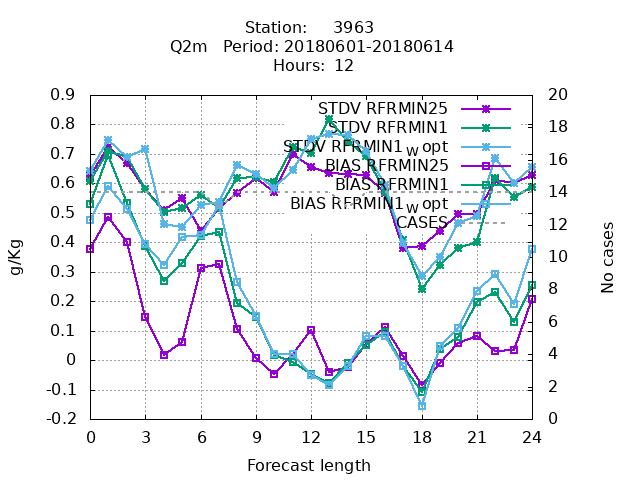 Station: 3963
Q2m Period: 20180601-20180614
Hours: 12
0.9
0.8
0.7
0.6
0.5
0.4
0.3
0.2
0.1
0
-0.1
-0.2
g/Kg
20
18
16
14
12
10
8
6
4
2
0
No cases
STDV RFRMIN25
STDV RFRMIN1
STDV RFRMIN1w opt
BIAS RFRMIN25
BIAS RFRMIN1
BIAS RFRMIN1w opt
CASES
0 3 6 9 12 15 18 21 24
Forecast length